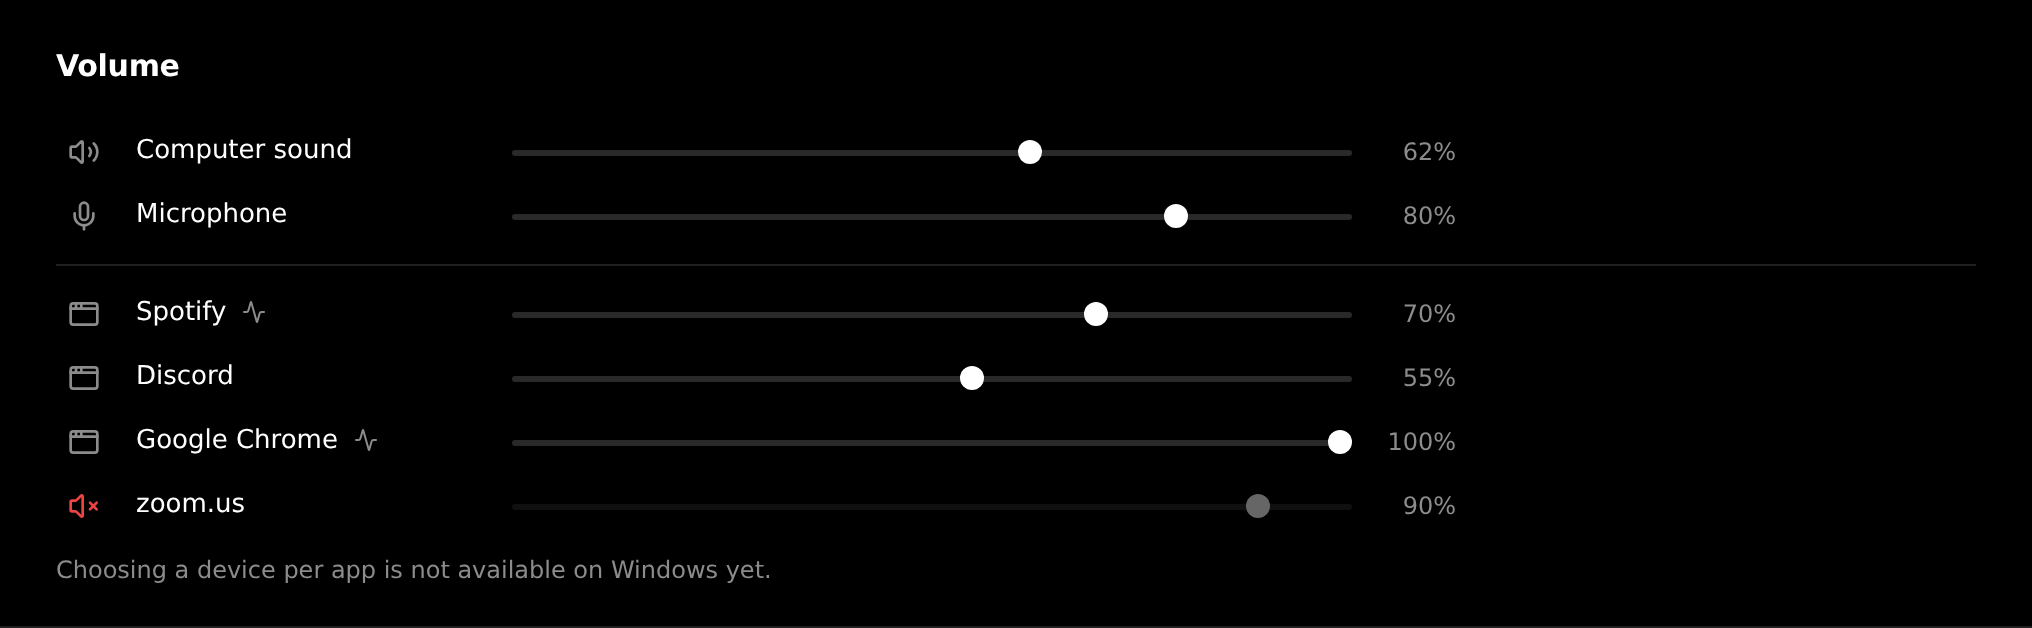 Volume
Computer sound 62%
Microphone 80%
Spotify 70%
Discord 55%
Google Chrome 100%
zoom.us 90%
Choosing a device per app is not available on Windows yet.